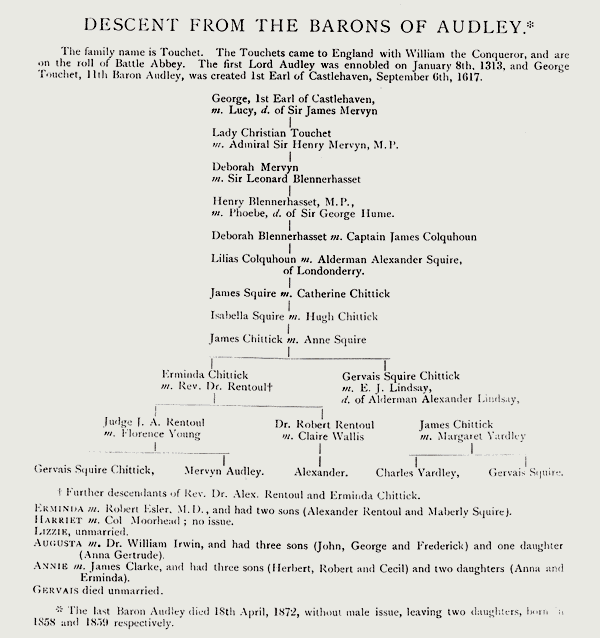 DESCENT FROM THE BARONS OF AUDLEY.*
The family name is Touchet. The Touchets came to England with William the Conqueror, and are
on the roll of Battle Abbey. The first Lord Audley was ennobled on January 8th, 1313, and George
Touchet, 11th Baron Audley, was created 1st Earl of Castlehaven, September 6th, 1617.
George, 1st Earl of Castlehaven,
m. Lucy, d. of Sir James Mervyn
Lady Christian Touchet
m. Admiral Sir Henry Mervyn, M.P.
Deborah Mervyn
m. Sir Leonard Blennerhasset
Henry Blennerhasset, M.P.,
m. Phoebe, d. of Sir George Hume.
Deborah Blennerhasset m. Captain James Colquhoun
Lilias Colquhoun m. Alderman Alexander Squire,
of Londonderry.
James Squire m. Catherine Chittick
Isabella Squire m. Hugh Chittick
James Chittick m. Anne Squire
Erminda Chittick
m. Rev. Dr. Rentoul†
Gervais Squire Chittick
m. E. J. Lindsay,
d. of Alderman Alexander Lindsay,
Judge J. A. Rentoul
m. Florence Young
Dr. Robert Rentoul
m. Claire Wallis
James Chittick
m. Margaret Yardley
Gervais Squire Chittick, Mervyn Audley. Alexander. Charles Yardley, Gervais Squire.
† Further descendants of Rev. Dr. Alex. Rentoul and Erminda Chittick.
ERMINDA m. Robert Esler, M.D., and had two sons (Alexander Rentoul and Maberly Squire).
HARRIET m. Col Moorhead ; no issue.
LIZZIE, unmarried.
AUGUSTA m. Dr. William Irwin, and had three sons (John, George and Frederick) and one daughter
(Anna Gertrude).
ANNIE m. James Clarke, and had three sons (Herbert, Robert and Cecil) and two daughters (Anna and
Erminda).
GERVAIS died unmarried.
* The last Baron Audley died 18th April, 1872, without male issue, leaving two daughters, born in
1858 and 1859 respectively.